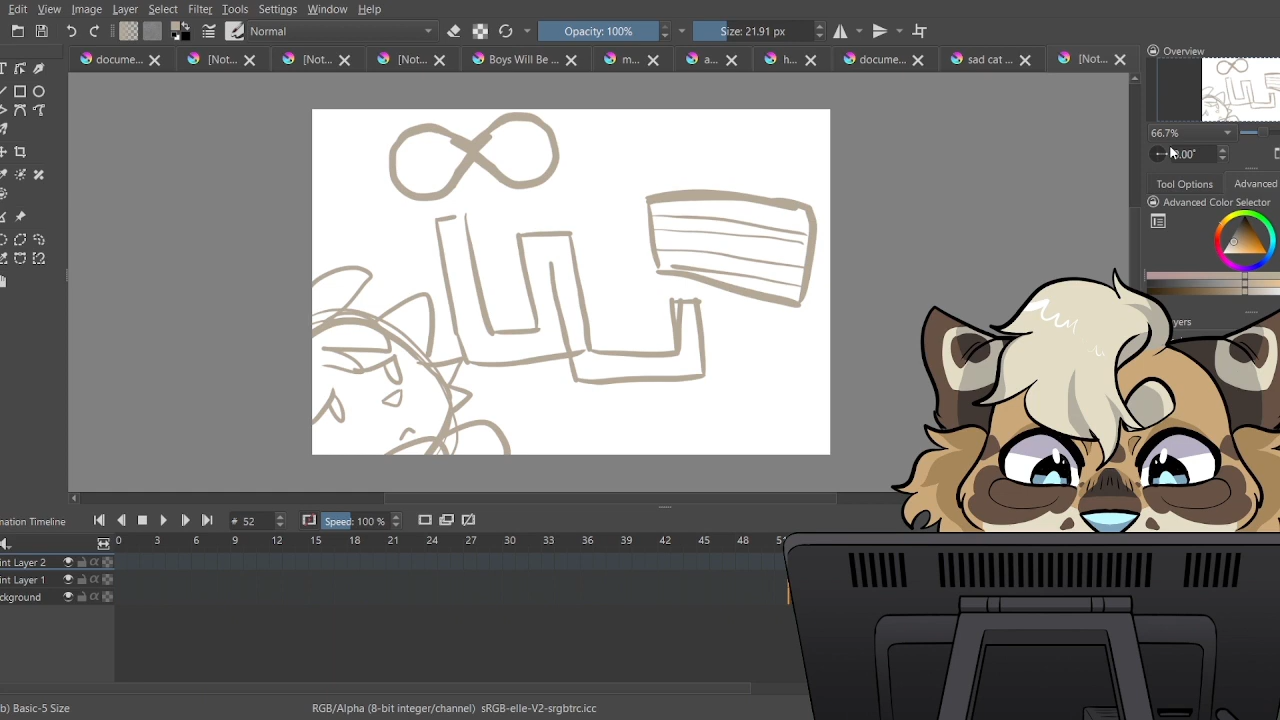 Edit View Image Layer Select Filter Tools Settings Window Help
Normal Opacity: 100% Size: 21.91 px
docume... [Not... [Not... [Not... Boys Will Be ... m... a... h... docume... sad cat ... [Not...
Overview
66.7%
Tool Options Advanced
Advanced Color Selector
ayers
nation Timeline # 52 Speed: 100 %
0 3 6 9 12 15 18 21 24 27 30 33 36 39 42 45 48
int Layer 2
int Layer 1
ckground
b) Basic-5 Size RGB/Alpha (8-bit integer/channel) sRGB-elle-V2-srgbtrc.icc